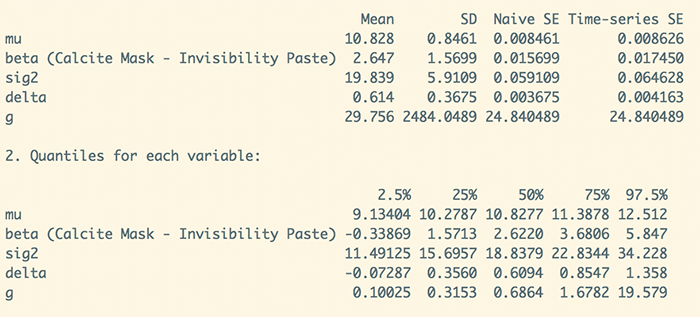 Mean SD Naive SE Time-series SE
mu 10.828 0.8461 0.008461 0.008626
beta (Calcite Mask - Invisibility Paste) 2.647 1.5699 0.015699 0.017450
sig2 19.839 5.9109 0.059109 0.064628
delta 0.614 0.3675 0.003675 0.004163
g 29.756 2484.0489 24.840489 24.840489
2. Quantiles for each variable:
2.5% 25% 50% 75% 97.5%
mu 9.13404 10.2787 10.8277 11.3878 12.512
beta (Calcite Mask - Invisibility Paste) -0.33869 1.5713 2.6220 3.6806 5.847
sig2 11.49125 15.6957 18.8379 22.8344 34.228
delta -0.07287 0.3560 0.6094 0.8547 1.358
g 0.10025 0.3153 0.6864 1.6782 19.579